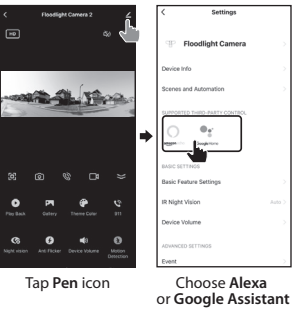 Floodlight Camera 2
HD
Play Back
Gallery
Theme Color
911
Night vision
Anti Flicker
Device Volume
Motion Detection
Tap Pen icon
Settings
Floodlight Camera
Device Info
Scenes and Automation
SUPPORTED THIRD-PARTY CONTROL
Google Home
BASIC SETTINGS
Basic Feature Settings
IR Night Vision
Auto
Device Volume
ADVANCED SETTINGS
Event
Choose Alexa
or Google Assistant